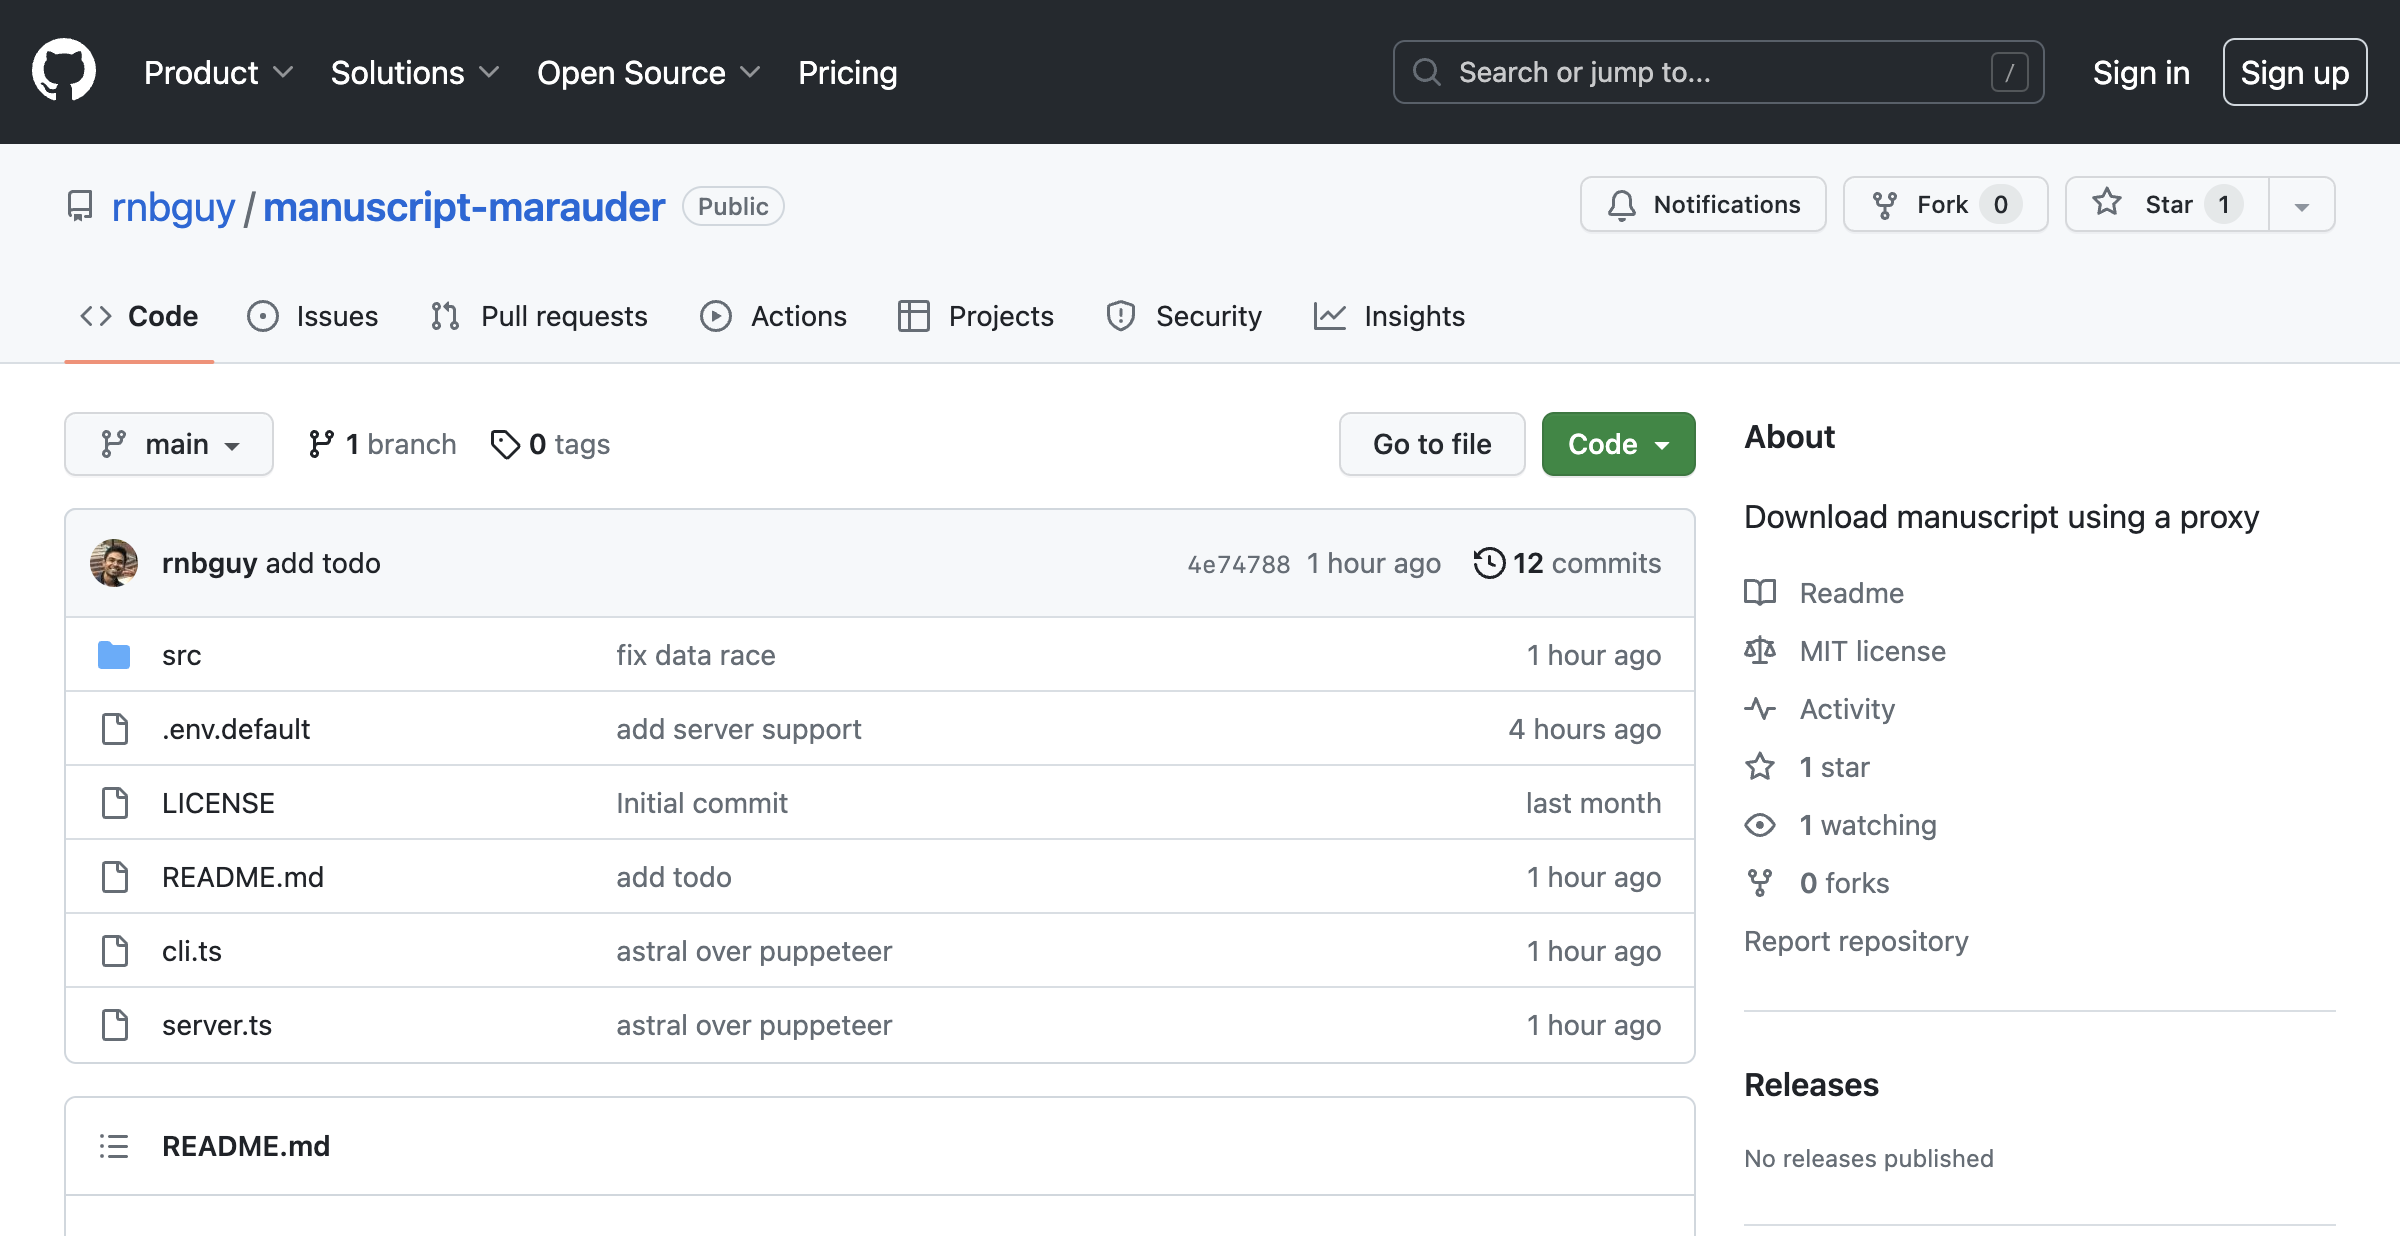 Product Solutions Open Source Pricing Search or jump to... / Sign in Sign up
rnbguy / manuscript-marauder Public Notifications Fork 0 Star 1
Code Issues Pull requests Actions Projects Security Insights
main 1 branch 0 tags Go to file Code
rnbguy add todo 4e74788 1 hour ago 12 commits
src fix data race 1 hour ago
.env.default add server support 4 hours ago
LICENSE Initial commit last month
README.md add todo 1 hour ago
cli.ts astral over puppeteer 1 hour ago
server.ts astral over puppeteer 1 hour ago
README.md
About
Download manuscript using a proxy
Readme
MIT license
Activity
1 star
1 watching
0 forks
Report repository
Releases
No releases published